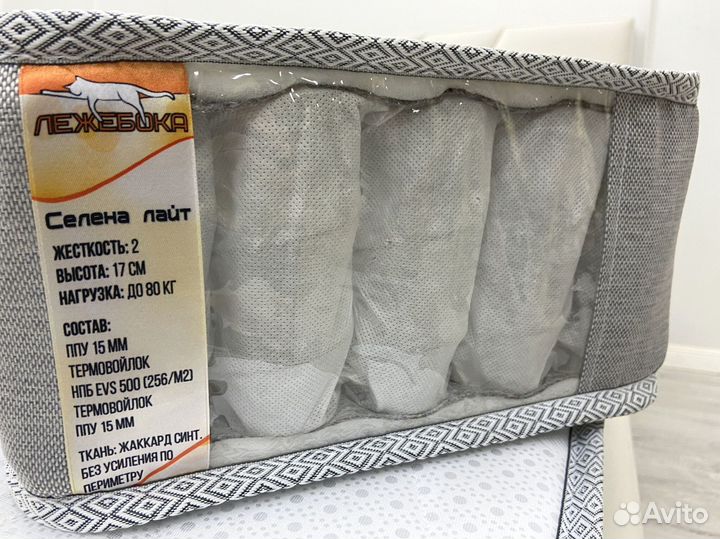 ЛЕЖЕБОКА
Селена лайт
ЖЕСТКОСТЬ: 2
ВЫСОТА: 17 СМ
НАГРУЗКА: ДО 80 КГ
СОСТАВ:
ППУ 15 ММ
ТЕРМОВОЙЛОК
НПБ EVS 500 (256/М2)
ТЕРМОВОЙЛОК
ППУ 15 ММ
ТКАНЬ: ЖАККАРД СИНТ.
БЕЗ УСИЛЕНИЯ ПО
ПЕРИМЕТРУ
Avito